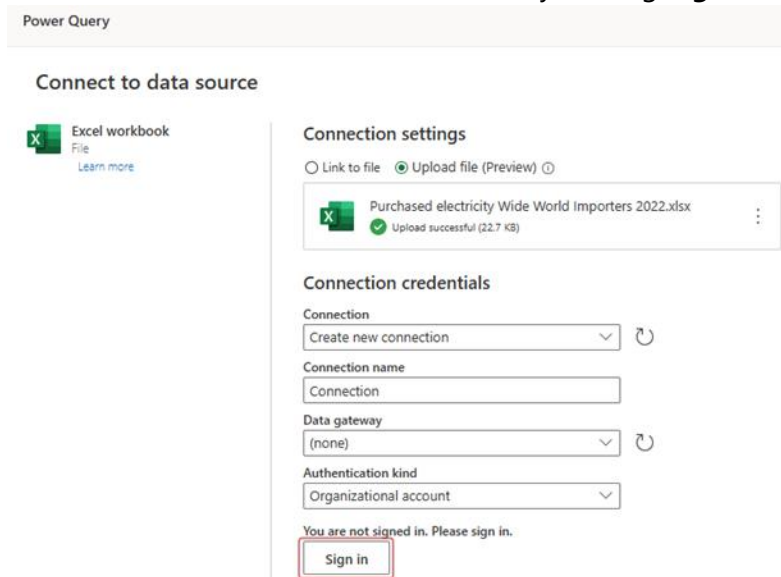 Power Query
Connect to data source
Excel workbook
File
Learn more
Connection settings
Link to file Upload file (Preview)
Purchased electricity Wide World Importers 2022.xlsx
Upload successful (22.7 KB)
Connection credentials
Connection
Create new connection
Connection name
Connection
Data gateway
(none)
Authentication kind
Organizational account
You are not signed in. Please sign in.
Sign in